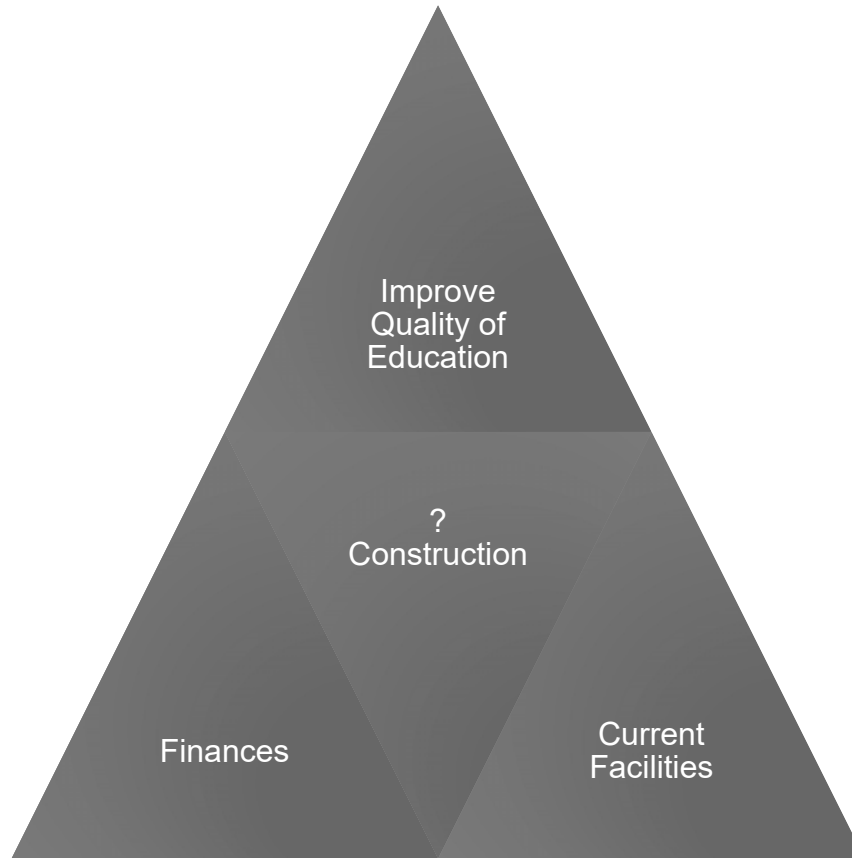 Improve
Quality of
Education
?
Construction
Finances
Current
Facilities